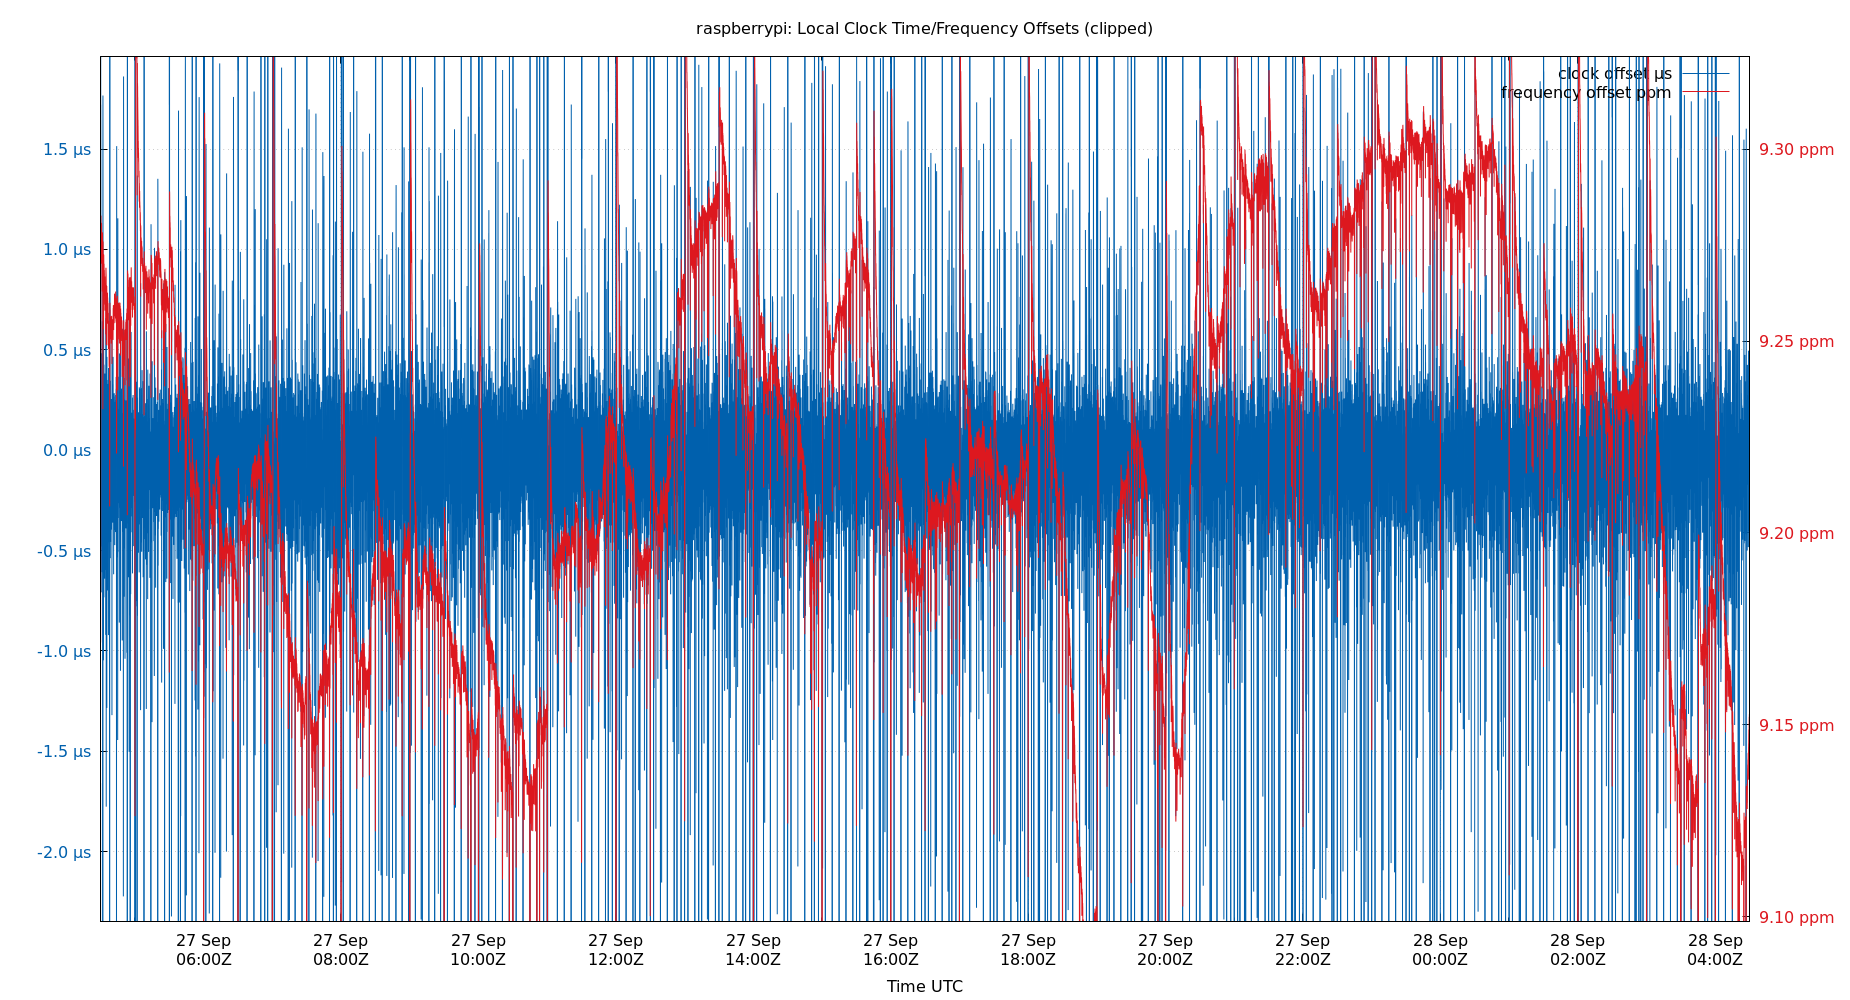 raspberrypi: Local Clock Time/Frequency Offsets (clipped)
clock offset µs
frequency offset ppm
1.5 µs
1.0 µs
0.5 µs
0.0 µs
-0.5 µs
-1.0 µs
-1.5 µs
-2.0 µs
9.30 ppm
9.25 ppm
9.20 ppm
9.15 ppm
9.10 ppm
27 Sep 27 Sep 27 Sep 27 Sep 27 Sep 27 Sep 27 Sep 27 Sep 27 Sep 28 Sep 28 Sep 28 Sep
06:00Z 08:00Z 10:00Z 12:00Z 14:00Z 16:00Z 18:00Z 20:00Z 22:00Z 00:00Z 02:00Z 04:00Z
Time UTC